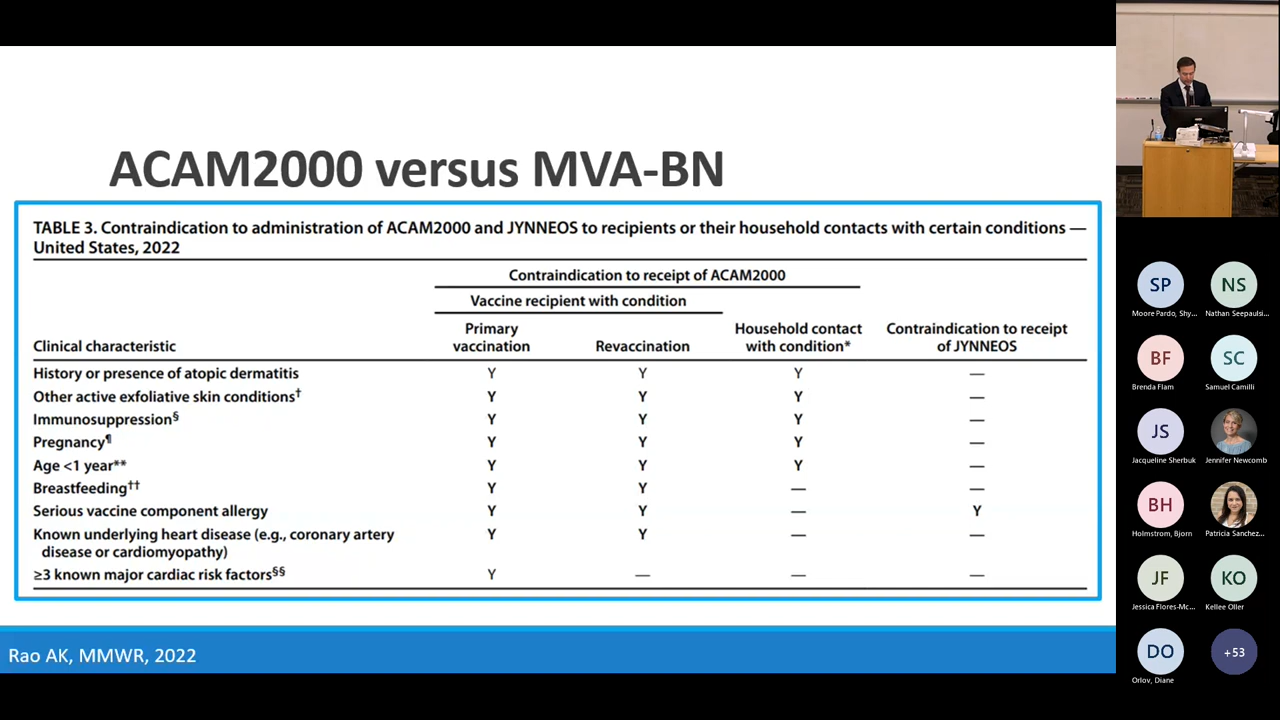 ACAM2000 versus MVA-BN
TABLE 3. Contraindication to administration of ACAM2000 and JYNNEOS to recipients or their household contacts with certain conditions —
United States, 2022
Contraindication to receipt of ACAM2000
Vaccine recipient with condition
Clinical characteristic
Primary
vaccination
Revaccination
Household contact
with condition*
Contraindication to receipt
of JYNNEOS
History or presence of atopic dermatitis Y Y Y —
Other active exfoliative skin conditions† Y Y Y —
Immunosuppression§ Y Y Y —
Pregnancy¶ Y Y Y —
Age <1 year** Y Y Y —
Breastfeeding†† Y Y — —
Serious vaccine component allergy Y Y — Y
Known underlying heart disease (e.g., coronary artery Y Y — —
disease or cardiomyopathy)
≥3 known major cardiac risk factors§§ Y — — —
Rao AK, MMWR, 2022
SP NS
Moore Pardo, Shy... Nathan Seepaulsi...
BF SC
Brenda Flam Samuel Camilli
JS
Jacqueline Sherbuk Jennifer Newcomb
BH
Holmstrom, Bjorn Patricia Sanchez...
JF KO
Jessica Flores-Mc... Kellee Oller
DO +53
Orlov, Diane